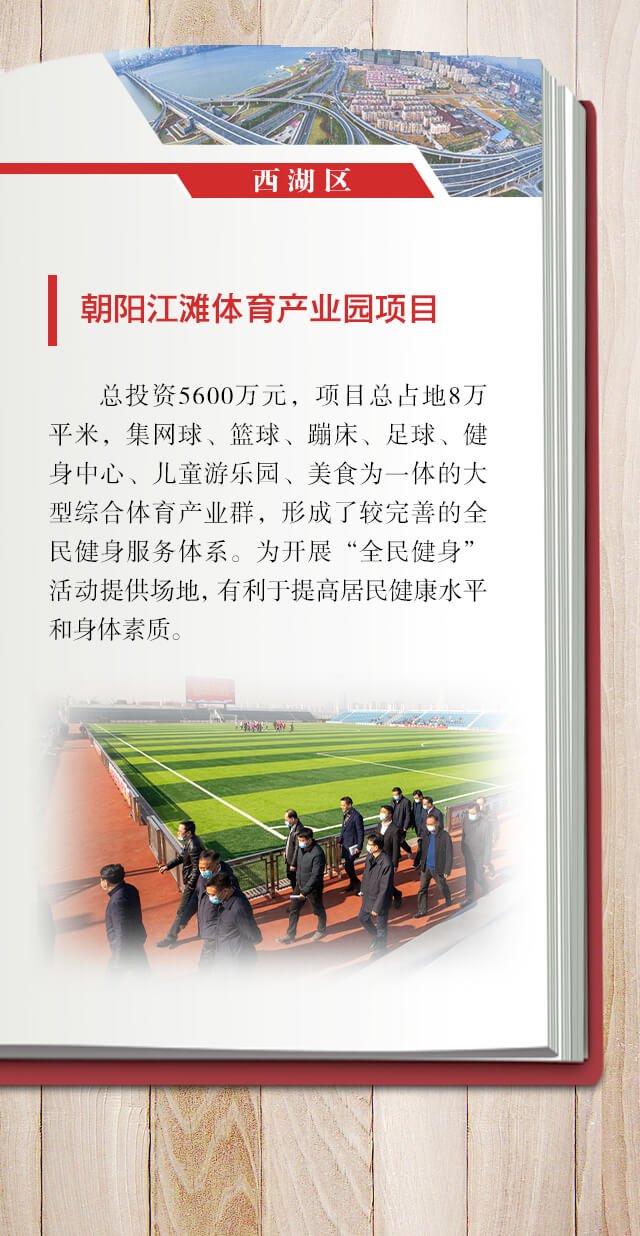 西湖区
朝阳江滩体育产业园项目
总投资5600万元，项目总占地8万
平米，集网球、篮球、蹦床、足球、健
身中心、儿童游乐园、美食为一体的大
型综合体育产业群，形成了较完善的全
民健身服务体系。为开展“全民健身”
活动提供场地，有利于提高居民健康水平
和身体素质。